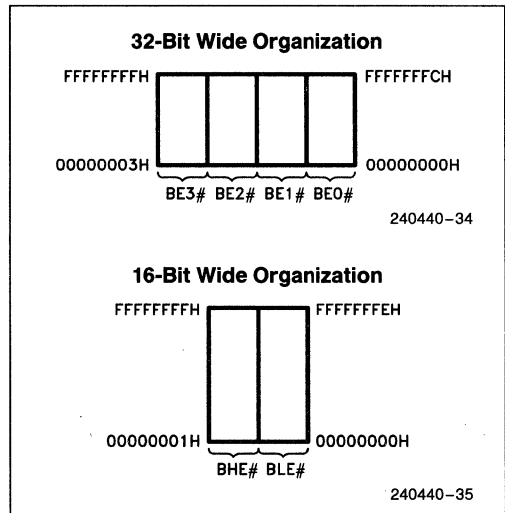 32-Bit Wide Organization
FFFFFFFFH FFFFFFFCH
00000003H 00000000H
BE3# BE2# BE1# BE0#
240440-34
16-Bit Wide Organization
FFFFFFFFH FFFFFFFEH
00000001H 00000000H
BHE# BLE#
240440-35